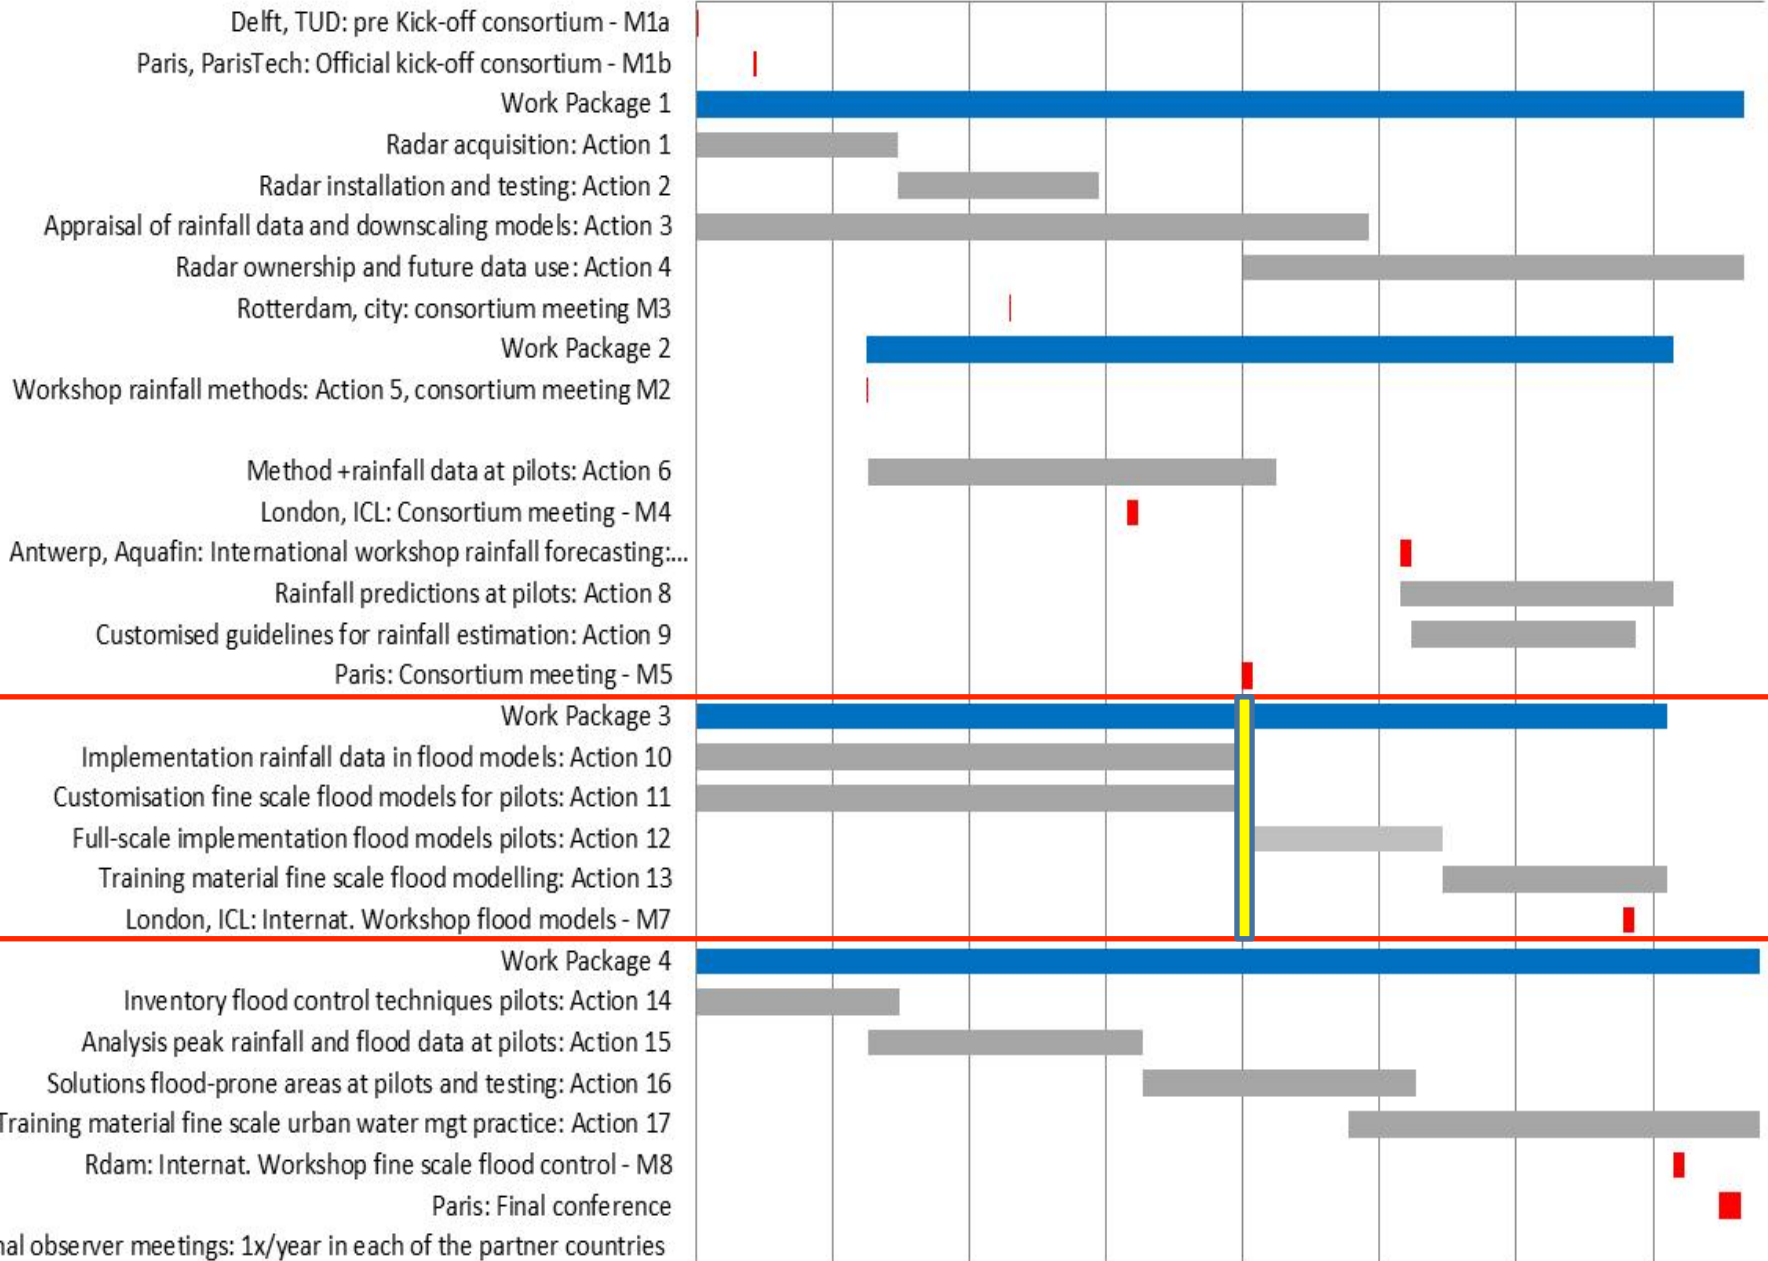 Delft, TUD: pre Kick-off consortium - M1a
Paris, ParisTech: Official kick-off consortium - M1b
Work Package 1
Radar acquisition: Action 1
Radar installation and testing: Action 2
Appraisal of rainfall data and downscaling models: Action 3
Radar ownership and future data use: Action 4
Rotterdam, city: consortium meeting M3
Work Package 2
Workshop rainfall methods: Action 5, consortium meeting M2
Method +rainfall data at pilots: Action 6
London, ICL: Consortium meeting - M4
Antwerp, Aquafin: International workshop rainfall forecasting:...
Rainfall predictions at pilots: Action 8
Customised guidelines for rainfall estimation: Action 9
Paris: Consortium meeting - M5
Work Package 3
Implementation rainfall data in flood models: Action 10
Customisation fine scale flood models for pilots: Action 11
Full-scale implementation flood models pilots: Action 12
Training material fine scale flood modelling: Action 13
London, ICL: Internat. Workshop flood models - M7
Work Package 4
Inventory flood control techniques pilots: Action 14
Analysis peak rainfall and flood data at pilots: Action 15
Solutions flood-prone areas at pilots and testing: Action 16
Training material fine scale urban water mgt practice: Action 17
Rdam: Internat. Workshop fine scale flood control - M8
Paris: Final conference
observer meetings: 1x/year in each of the partner countries